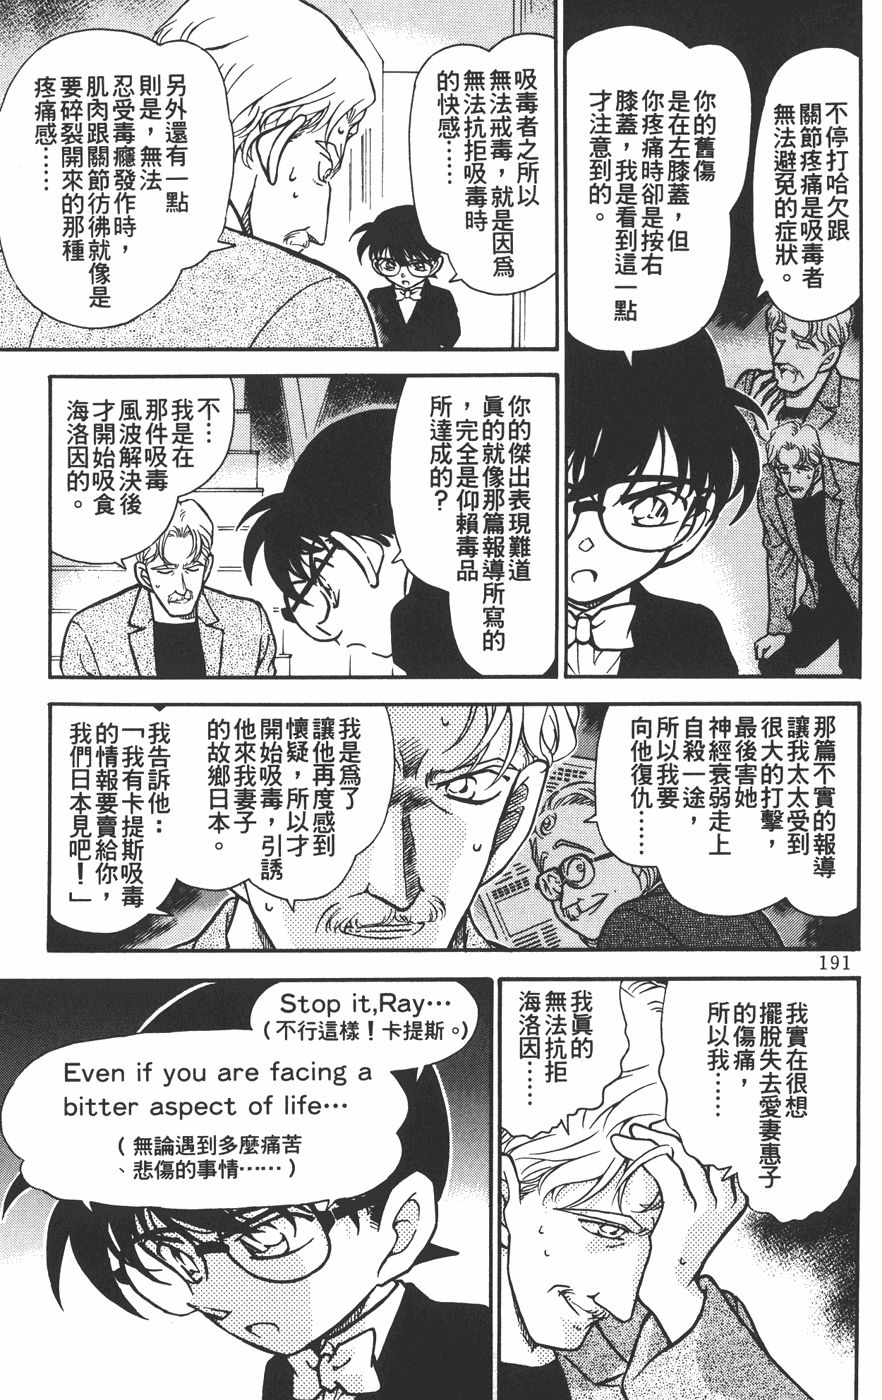 不停打哈欠跟
關節疼痛是吸毒者
無法避免的症狀。
你的舊傷
是在左膝蓋，但
你疼痛時卻是按右
膝蓋，我是看到這一點
才注意到的。
吸毒者之所以
無法戒毒，就是因為
無法抗拒吸毒時
的快感……
另外還有一點
則是，無法
忍受毒癮發作時，
肌肉跟關節彷彿就像是
要碎裂開來的那種
疼痛感……
你的傑出表現難道
真的就像那篇報導所寫的
，完全是仰賴毒品
所達成的？
不…
我是在
那件吸毒
風波解決後
才開始吸食
海洛因的。
那篇不實的報導
讓我太太受到
很大的打擊，
最後害她
神經衰弱走上
自殺一途，
所以我要
向他復仇…
我是為了
讓他再度感到
懷疑，所以才
開始吸毒，引誘
他來我妻子
的故鄉日本。
我告訴他：
「我有卡提斯吸毒
的情報要賣給你，
我們日本見吧！」
191
我實在很想
擺脫失去愛妻惠子
的傷痛，
所以我……
我真的
無法抗拒
海洛因……
Stop it,Ray…
（不行這樣！卡提斯。）
Even if you are facing a
bitter aspect of life…
（無論遇到多麼痛苦
、悲傷的事情……）